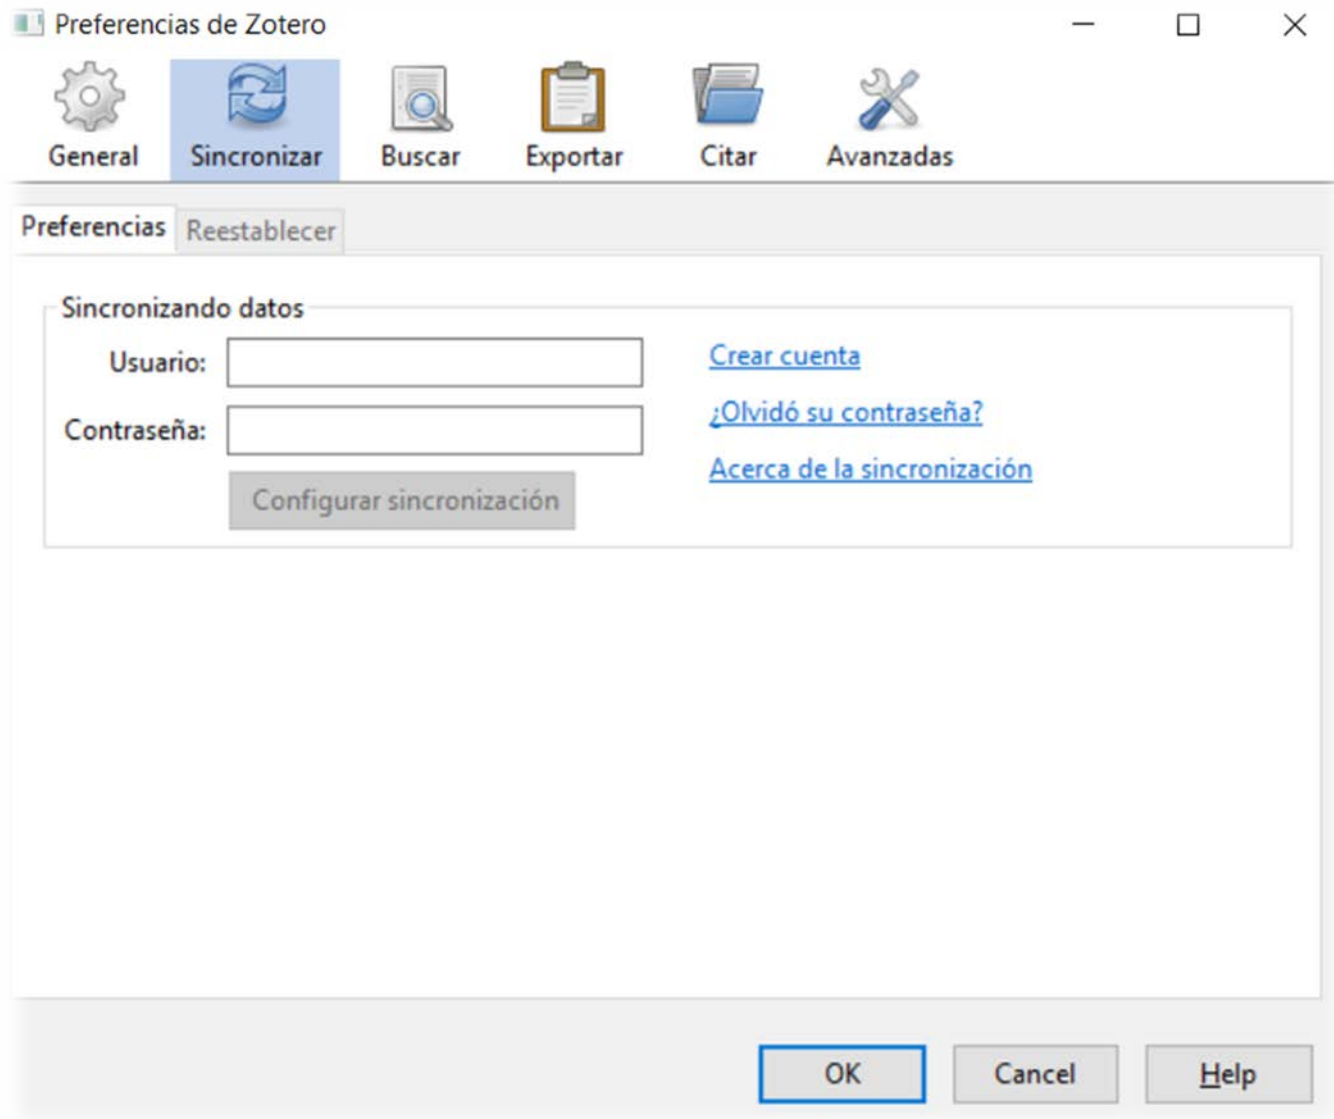 Preferencias de Zotero
General Sincronizar Buscar Exportar Citar Avanzadas
Preferencias Reestablecer
Sincronizando datos
Usuario:
Crear cuenta
¿Olvidó su contraseña?
Contraseña:
Acerca de la sincronización
Configurar sincronización
OK Cancel Help